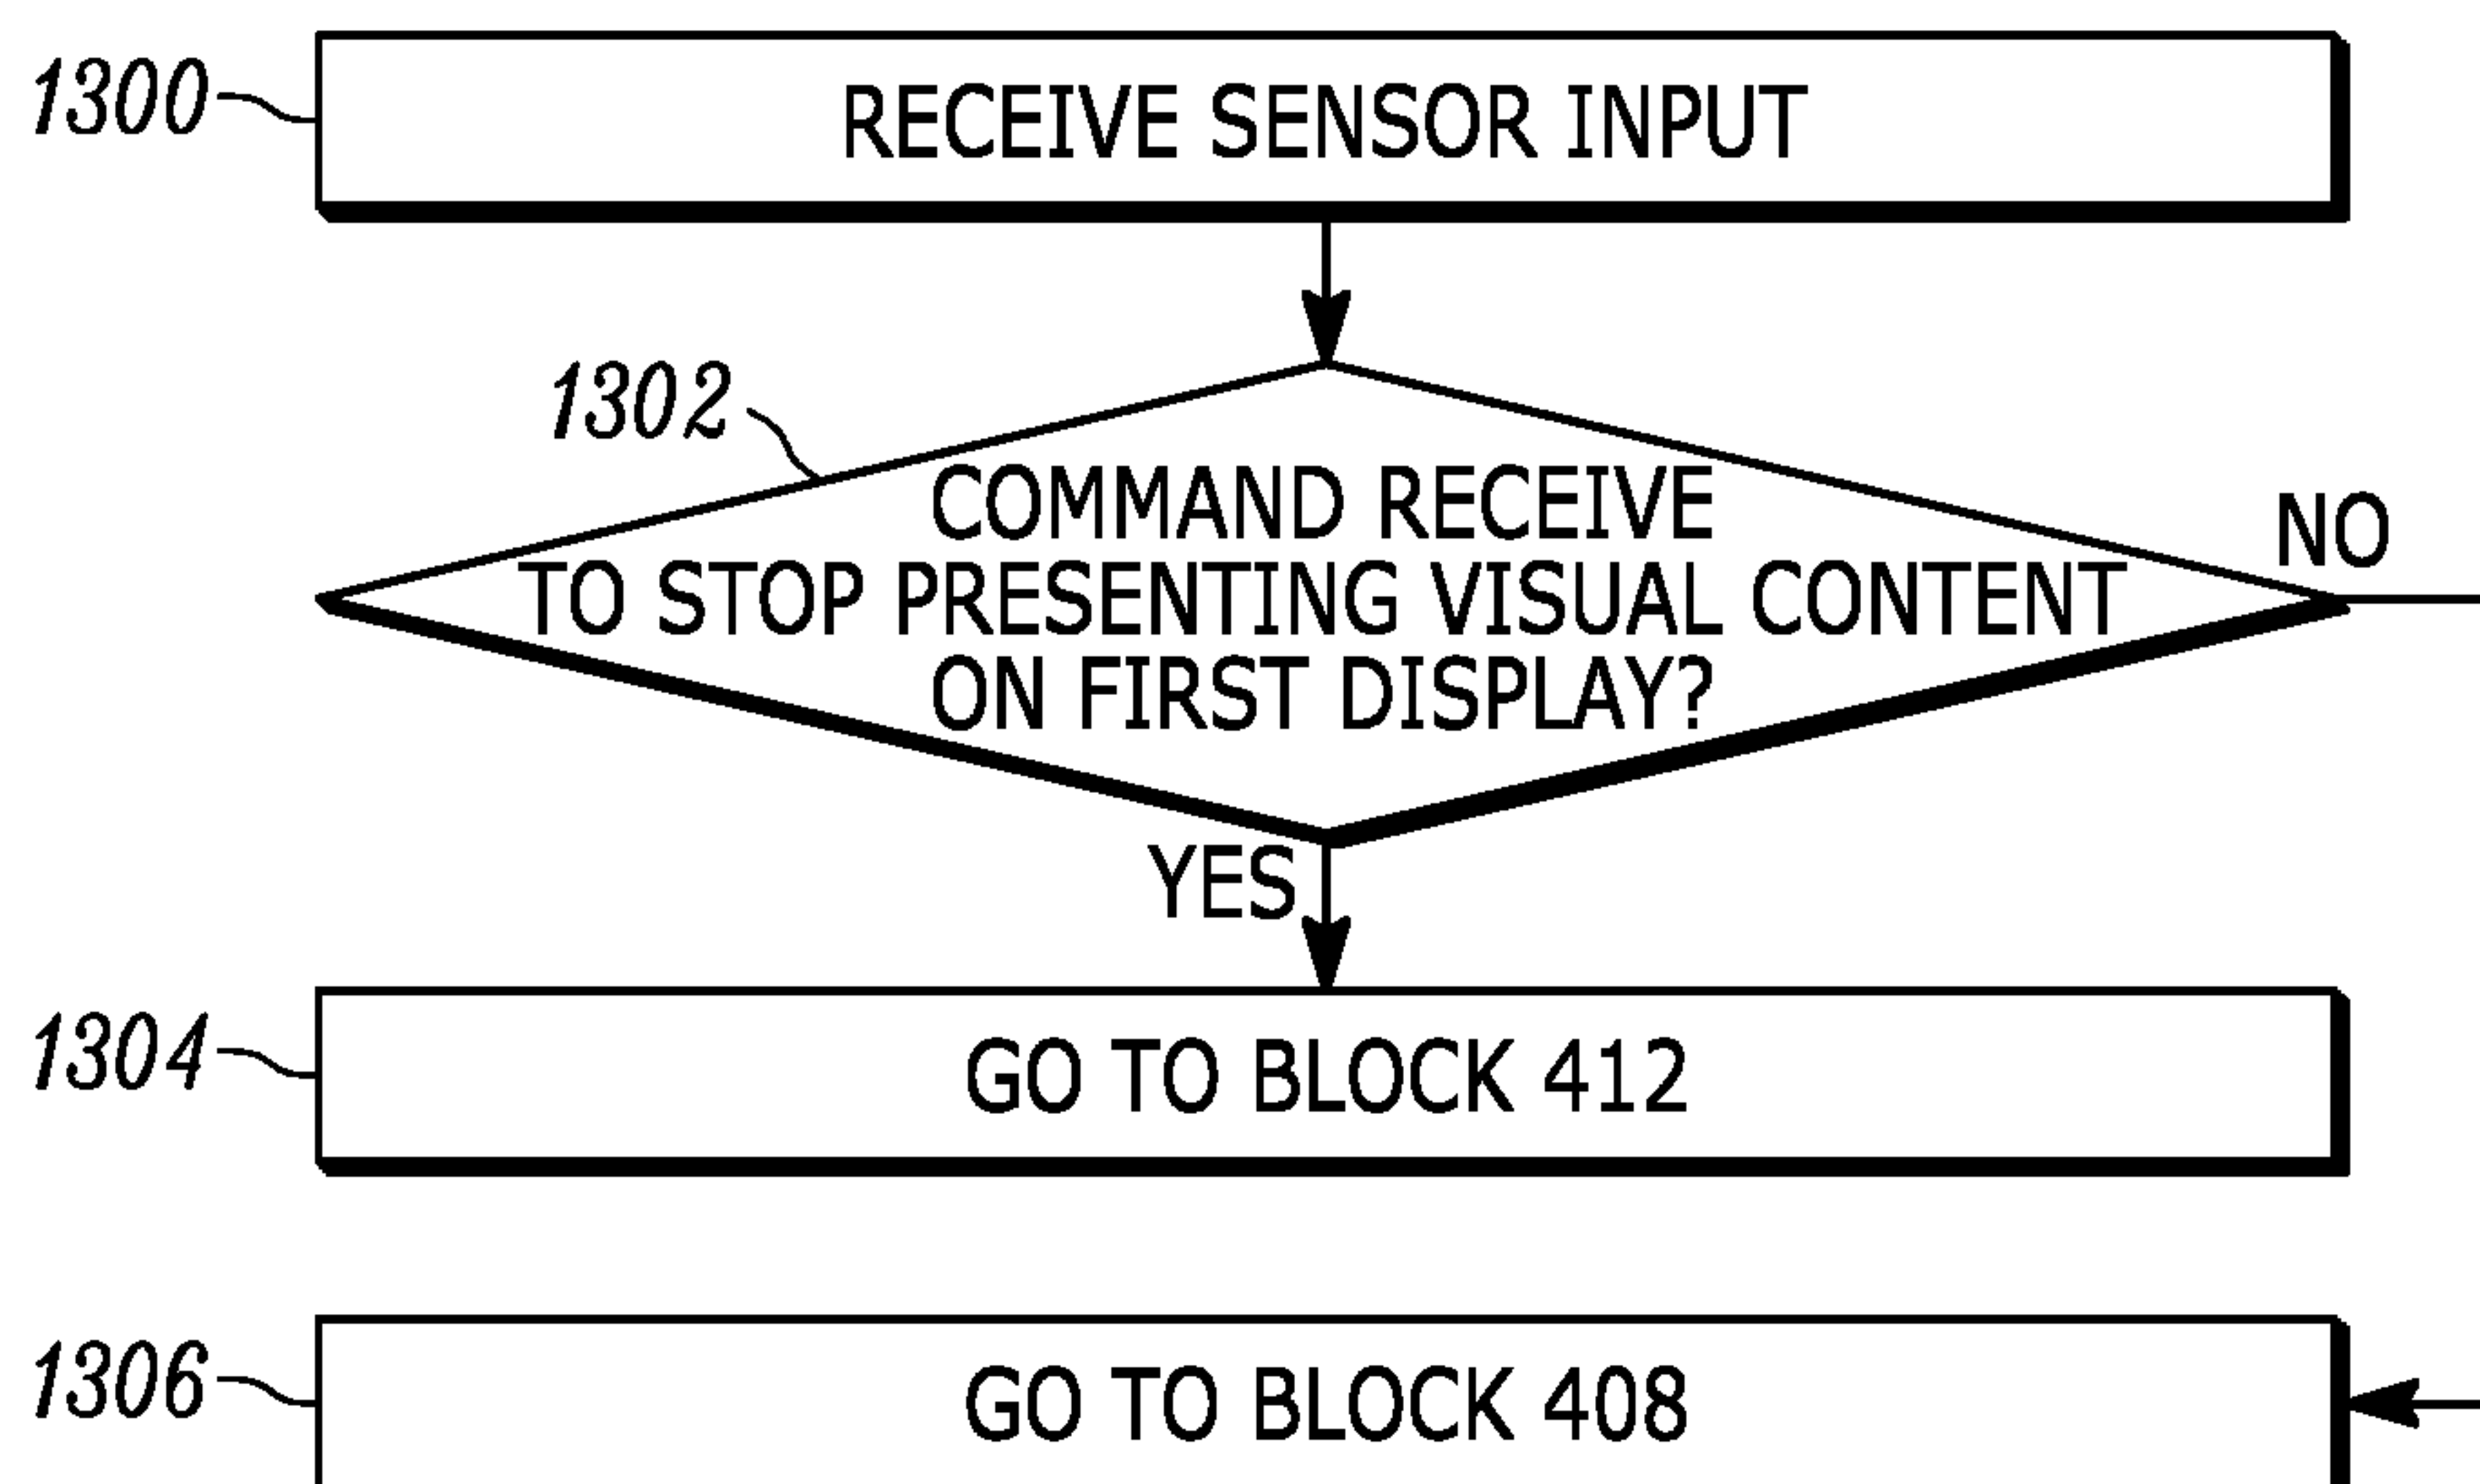 1300
RECEIVE SENSOR INPUT
1302
COMMAND RECEIVE
TO STOP PRESENTING VISUAL CONTENT
ON FIRST DISPLAY?
NO
YES
1304
GO TO BLOCK 412
1306
GO TO BLOCK 408